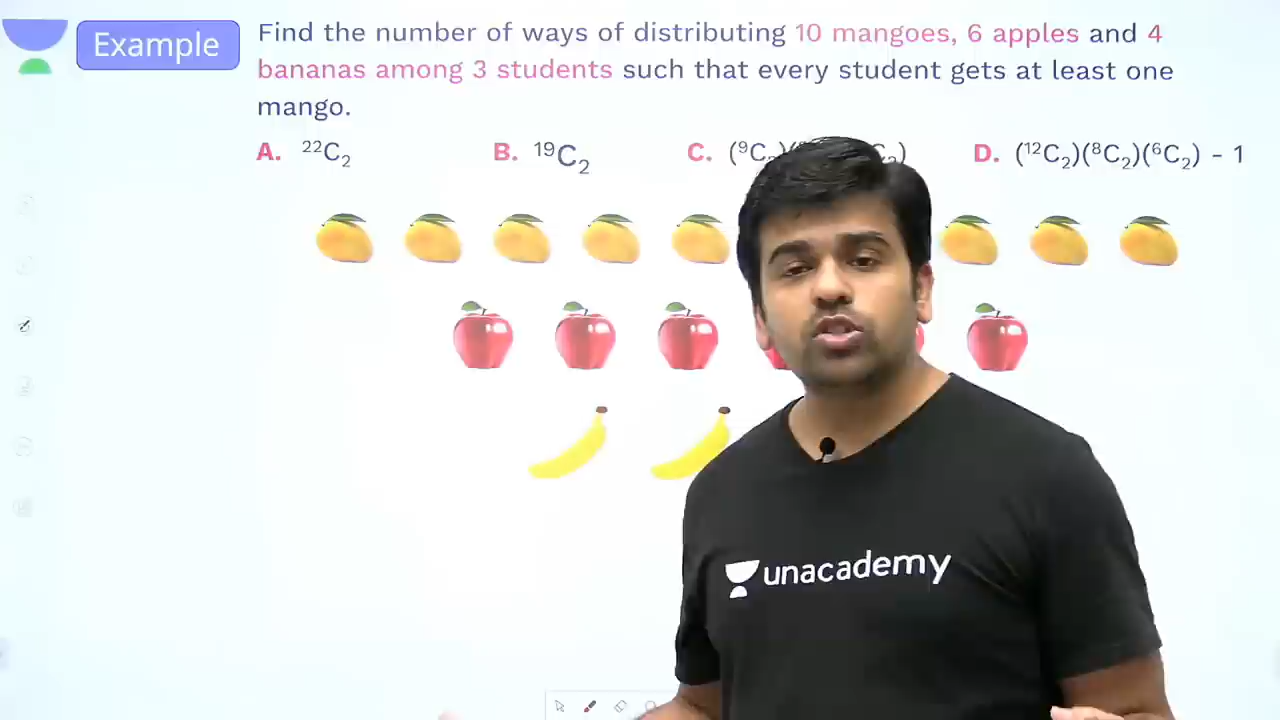 Example
Find the number of ways of distributing 10 mangoes, 6 apples and 4
bananas among 3 students such that every student gets at least one
mango.
A. ²²C₂ B. ¹⁹C₂ C. (⁹C₂)( D. (¹²C₂)(⁸C₂)(⁶C₂) - 1
unacademy